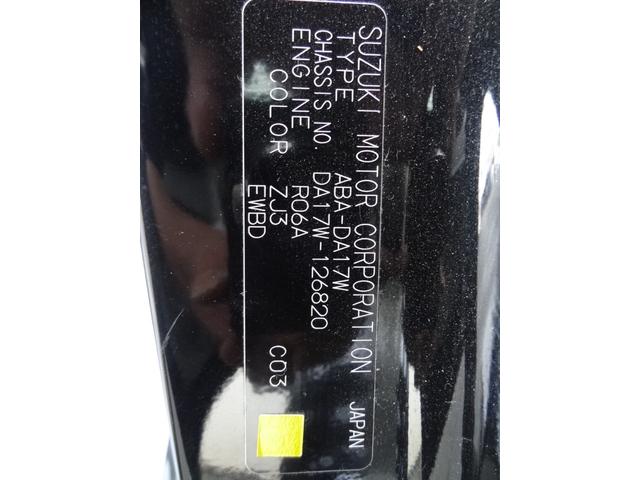 SUZUKI MOTOR CORPORATION JAPAN
TYPE ABA-DA17W
CHASSIS NO. DA17W-126820
ENGINE R06A
COLOR ZJ3 C03
EWBD